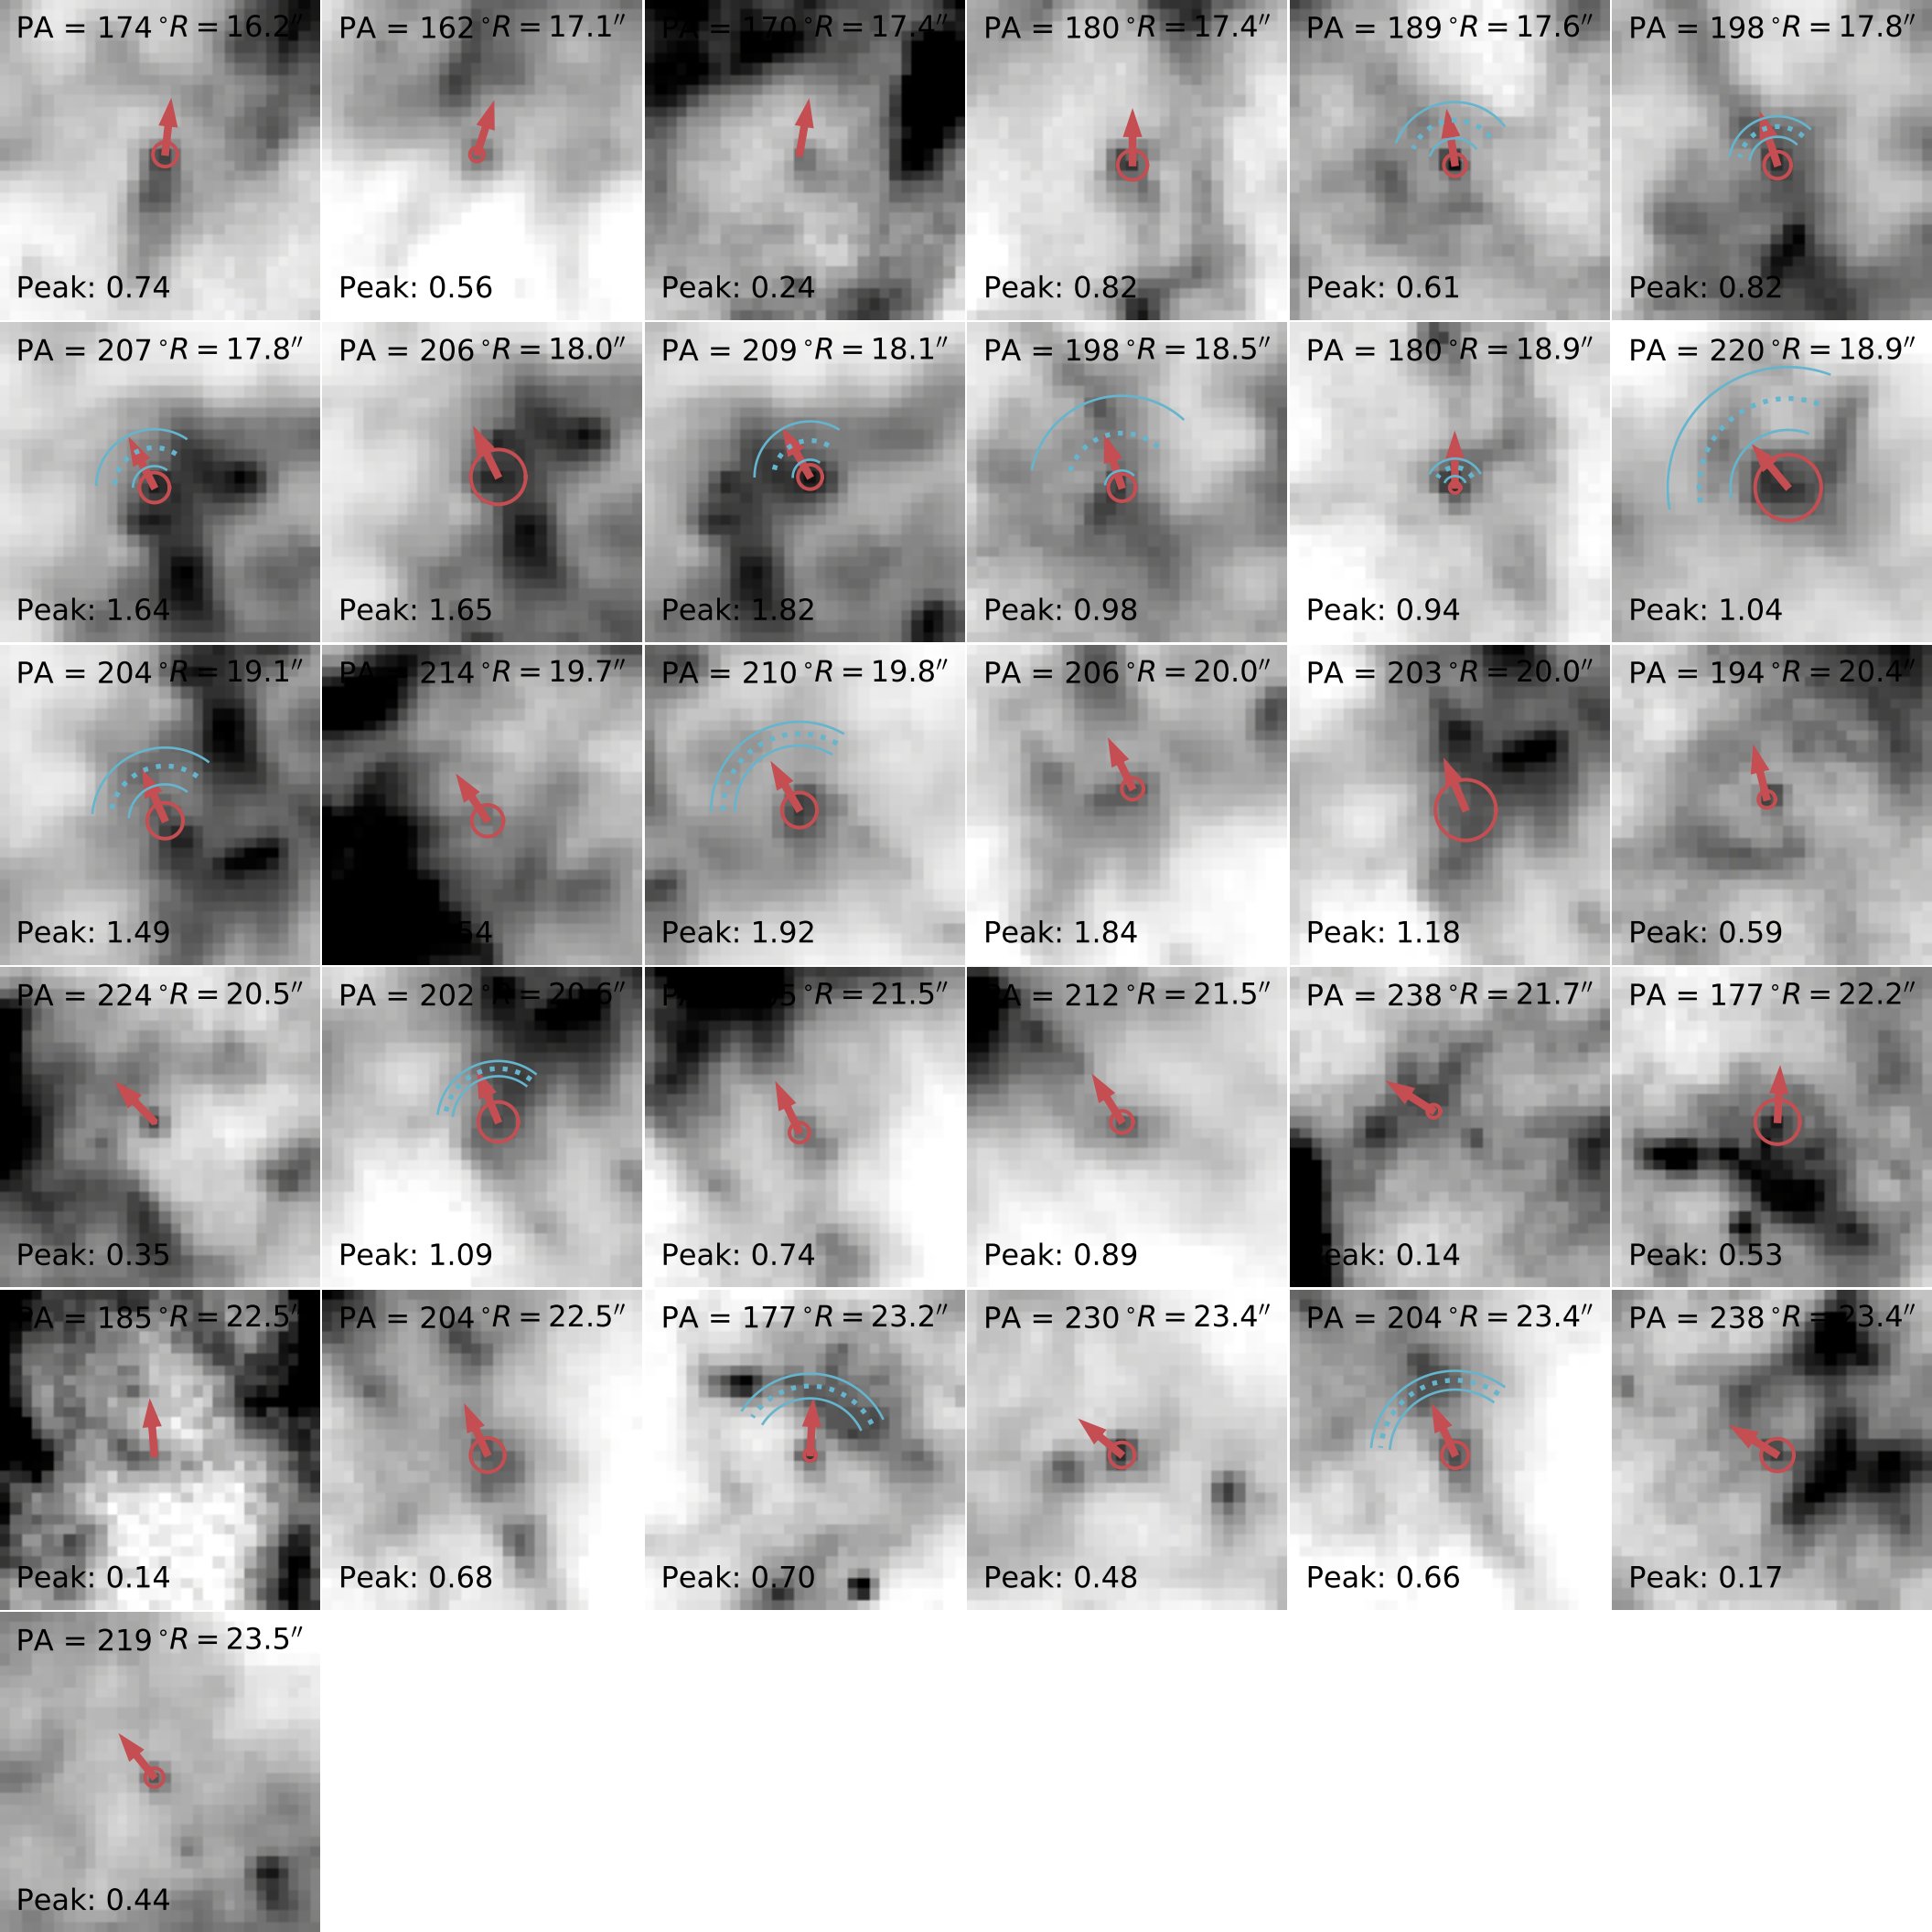 PA = 174 °R = 16.2″
Peak: 0.74
PA = 162 °R = 17.1″
Peak: 0.56
PA = 170 °R = 17.4″
Peak: 0.24
PA = 180 °R = 17.4″
Peak: 0.82
PA = 189 °R = 17.6″
Peak: 0.61
PA = 198 °R = 17.8″
Peak: 0.82
PA = 207 °R = 17.8″
Peak: 1.64
PA = 206 °R = 18.0″
Peak: 1.65
PA = 209 °R = 18.1″
Peak: 1.82
PA = 198 °R = 18.5″
Peak: 0.98
PA = 180 °R = 18.9″
Peak: 0.94
PA = 220 °R = 18.9″
Peak: 1.04
PA = 204 °R = 19.1″
Peak: 1.49
214 °R = 19.7″
PA = 210 °R = 19.8″
Peak: 1.92
PA = 206 °R = 20.0″
Peak: 1.84
PA = 203 °R = 20.0″
Peak: 1.18
PA = 194 °R = 20.4″
Peak: 0.59
PA = 224 °R = 20.5″
Peak: 0.35
PA = 202 °R = 20.6″
Peak: 1.09
°R = 21.5″
Peak: 0.74
PA = 212 °R = 21.5″
Peak: 0.89
PA = 238 °R = 21.7″
Peak: 0.14
PA = 177 °R = 22.2″
Peak: 0.53
PA = 185 °R = 22.5″
Peak: 0.14
PA = 204 °R = 22.5″
Peak: 0.68
PA = 177 °R = 23.2″
Peak: 0.70
PA = 230 °R = 23.4″
Peak: 0.48
PA = 204 °R = 23.4″
Peak: 0.66
PA = 238 °R = 23.4″
Peak: 0.17
PA = 219 °R = 23.5″
Peak: 0.44